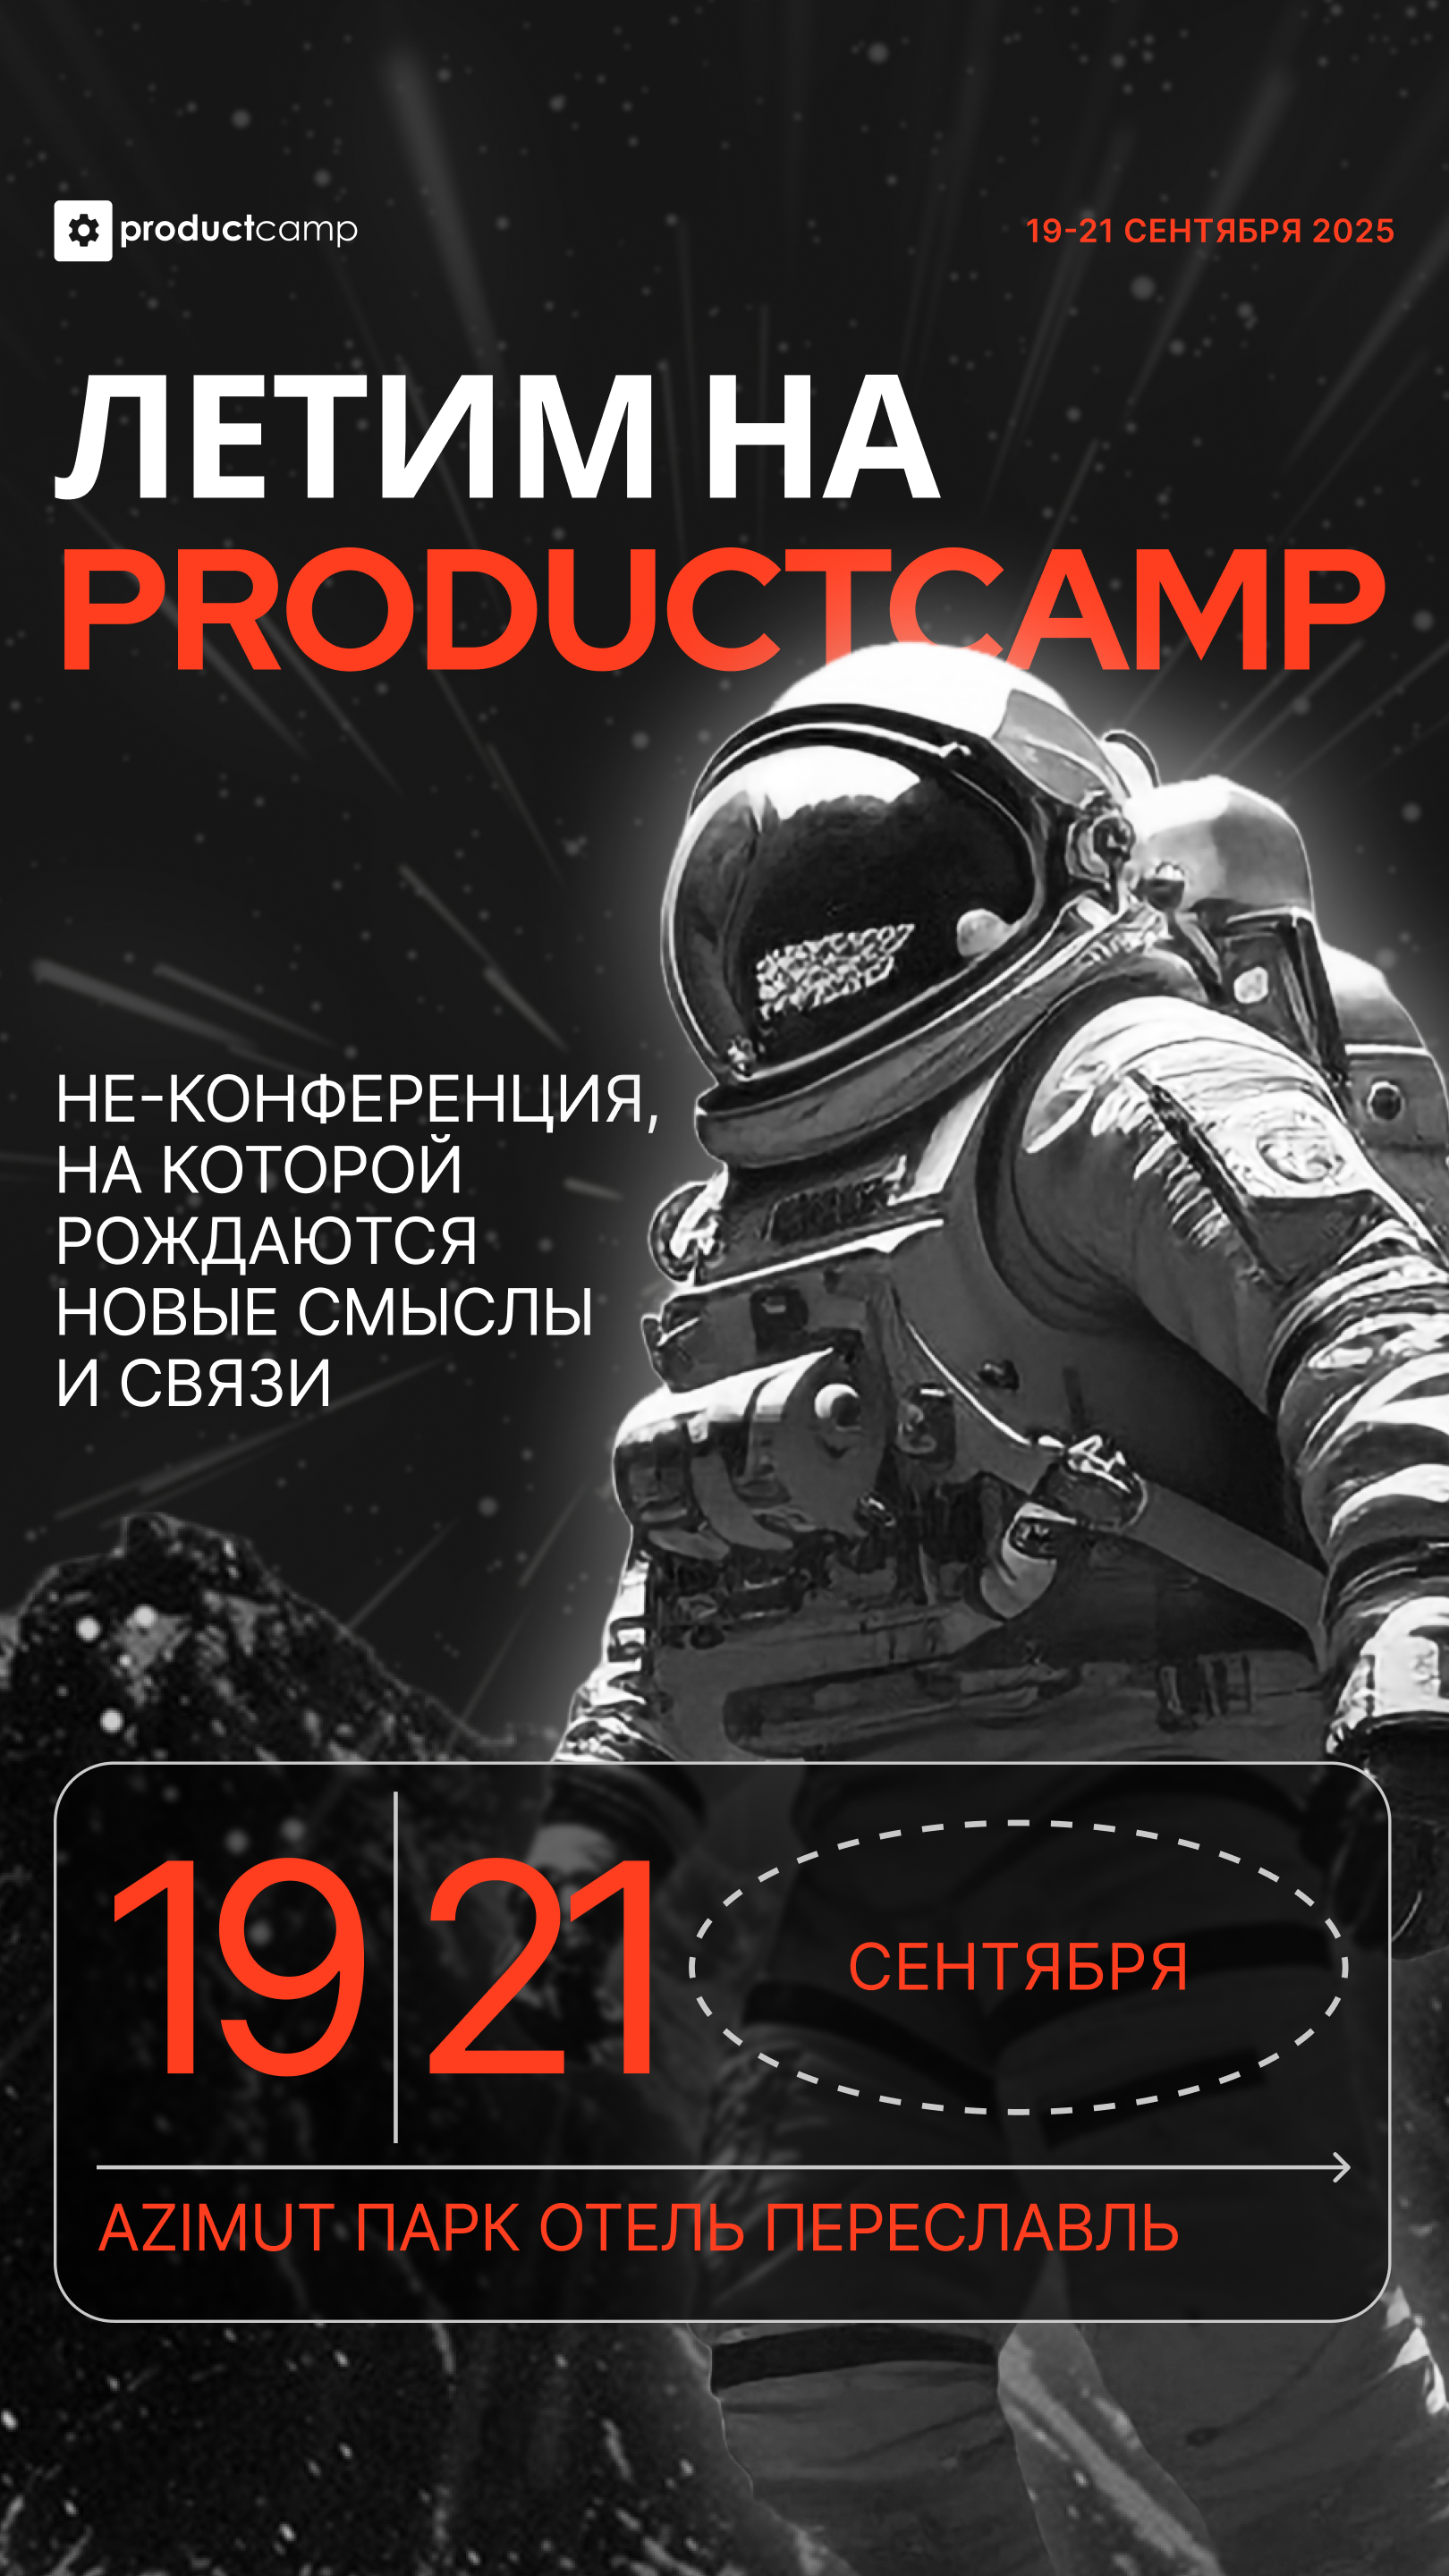 productcamp
19-21 СЕНТЯБРЯ 2025
ЛЕТИМ НА
PRODUCTCAMP
НЕ-КОНФЕРЕНЦИЯ,
НА КОТОРОЙ
РОЖДАЮТСЯ
НОВЫЕ СМЫСЛЫ
И СВЯЗИ
19 21 СЕНТЯБРЯ
AZIMUT ПАРК ОТЕЛЬ ПЕРЕСЛАВЛЬ